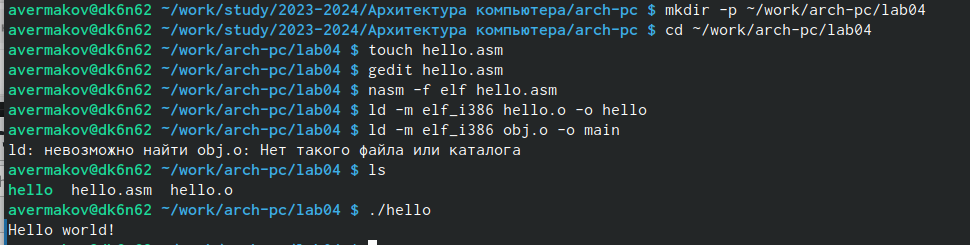 avermakov@dk6n62 ~/work/study/2023-2024/Архитектура компьютера/arch-pc $ mkdir -p ~/work/arch-pc/lab04
avermakov@dk6n62 ~/work/study/2023-2024/Архитектура компьютера/arch-pc $ cd ~/work/arch-pc/lab04
avermakov@dk6n62 ~/work/arch-pc/lab04 $ touch hello.asm
avermakov@dk6n62 ~/work/arch-pc/lab04 $ gedit hello.asm
avermakov@dk6n62 ~/work/arch-pc/lab04 $ nasm -f elf hello.asm
avermakov@dk6n62 ~/work/arch-pc/lab04 $ ld -m elf_i386 hello.o -o hello
avermakov@dk6n62 ~/work/arch-pc/lab04 $ ld -m elf_i386 obj.o -o main
ld: невозможно найти obj.o: Нет такого файла или каталога
avermakov@dk6n62 ~/work/arch-pc/lab04 $ ls
hello  hello.asm  hello.o
avermakov@dk6n62 ~/work/arch-pc/lab04 $ ./hello
Hello world!